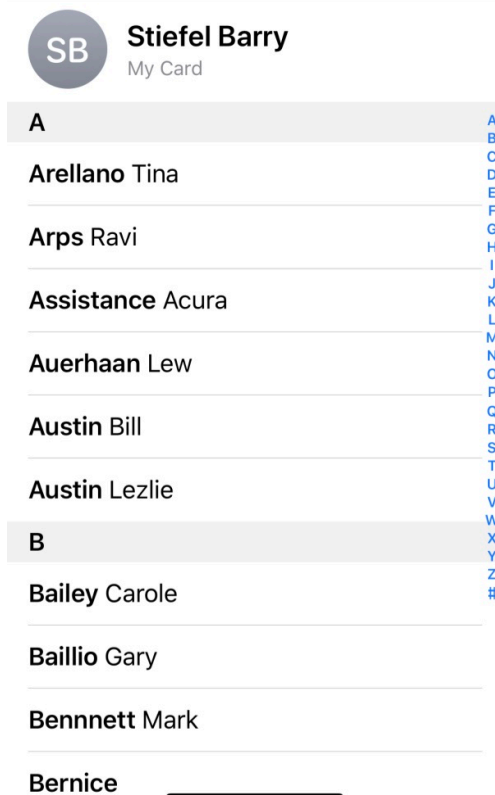 SB
Stiefel Barry
My Card
A
Arellano Tina
Arps Ravi
Assistance Acura
Auerhaan Lew
Austin Bill
Austin Lezlie
B
Bailey Carole
Baillio Gary
Bennnett Mark
Bernice
A
B
C
D
E
F
G
H
I
J
K
L
M
N
O
P
Q
R
S
T
U
V
W
X
Y
Z
#